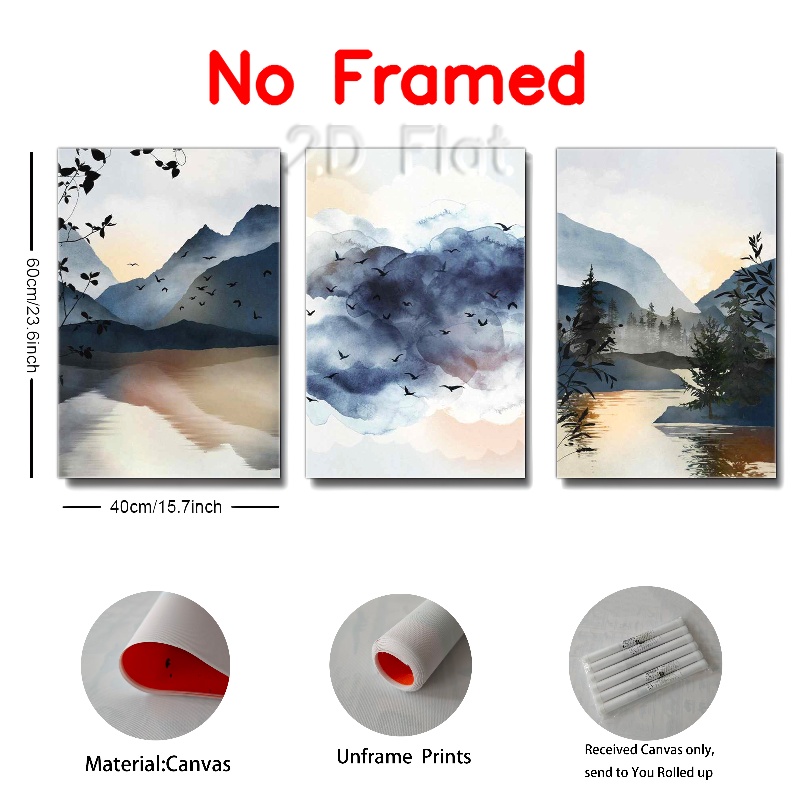 No Framed
2.D Flat
60cm/23.6inch
40cm/15.7inch
Material:Canvas
Unframe Prints
Received Canvas only,
send to You Rolled up